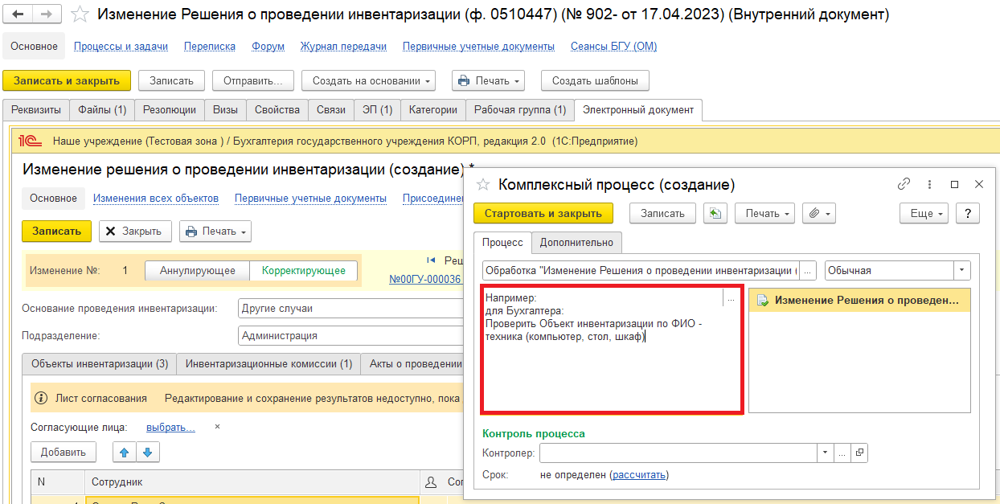 Изменение Решения о проведении инвентаризации (ф. 0510447) (№ 902- от 17.04.2023) (Внутренний документ)
Основное Процессы и задачи Переписка Форум Журнал передачи Первичные учетные документы Сеансы БГУ (ОМ)
Записать и закрыть Записать Отправить... Создать на основании Печать Создать шаблоны
Реквизиты Файлы (1) Резолюции Визы Свойства Связи ЭП (1) Категории Рабочая группа (1) Электронный документ
1С Наше учреждение (Тестовая зона ) / Бухгалтерия государственного учреждения КОРП, редакция 2.0 (1С:Предприятие)
Изменение решения о проведении инвентаризации (создание) *
Основное Изменения всех объектов Первичные учетные документы Присоединен
Записать Закрыть Печать
Изменение №: 1 Аннулирующее Корректирующее Реш
№00ГУ-000036
Основание проведения инвентаризации: Другие случаи
Подразделение: Администрация
Объекты инвентаризации (3) Инвентаризационные комиссии (1) Акты о проведении
Лист согласования Редактирование и сохранение результатов недоступно, пока
Согласующие лица: выбрать... ×
Добавить
N Сотрудник Сог
Комплексный процесс (создание)
Стартовать и закрыть Записать Печать Еще ?
Процесс Дополнительно
Обработка "Изменение Решения о проведении инвентаризации ( ... Обычная
Например: ...
для Бухгалтера:
Проверить Объект инвентаризации по ФИО -
техника (компьютер, стол, шкаф)
Изменение Решения о проведен...
Контроль процесса
Контролер: ...
Срок: не определен (рассчитать)